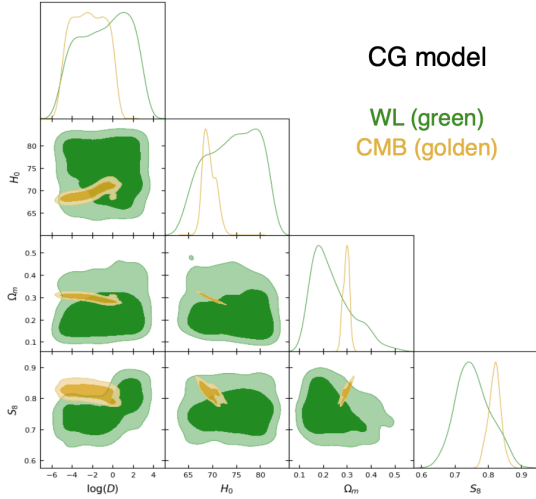 CG model
WL (green)
CMB (golden)
80
75
70
65
H₀
0.5
0.4
0.3
0.2
0.1
Ωₘ
0.9
0.8
0.7
0.6
S₈
−6 −4 −2 0 2 4
65 70 75 80
0.1 0.2 0.3 0.4 0.5
0.6 0.7 0.8 0.9
log(D) H₀ Ωₘ S₈